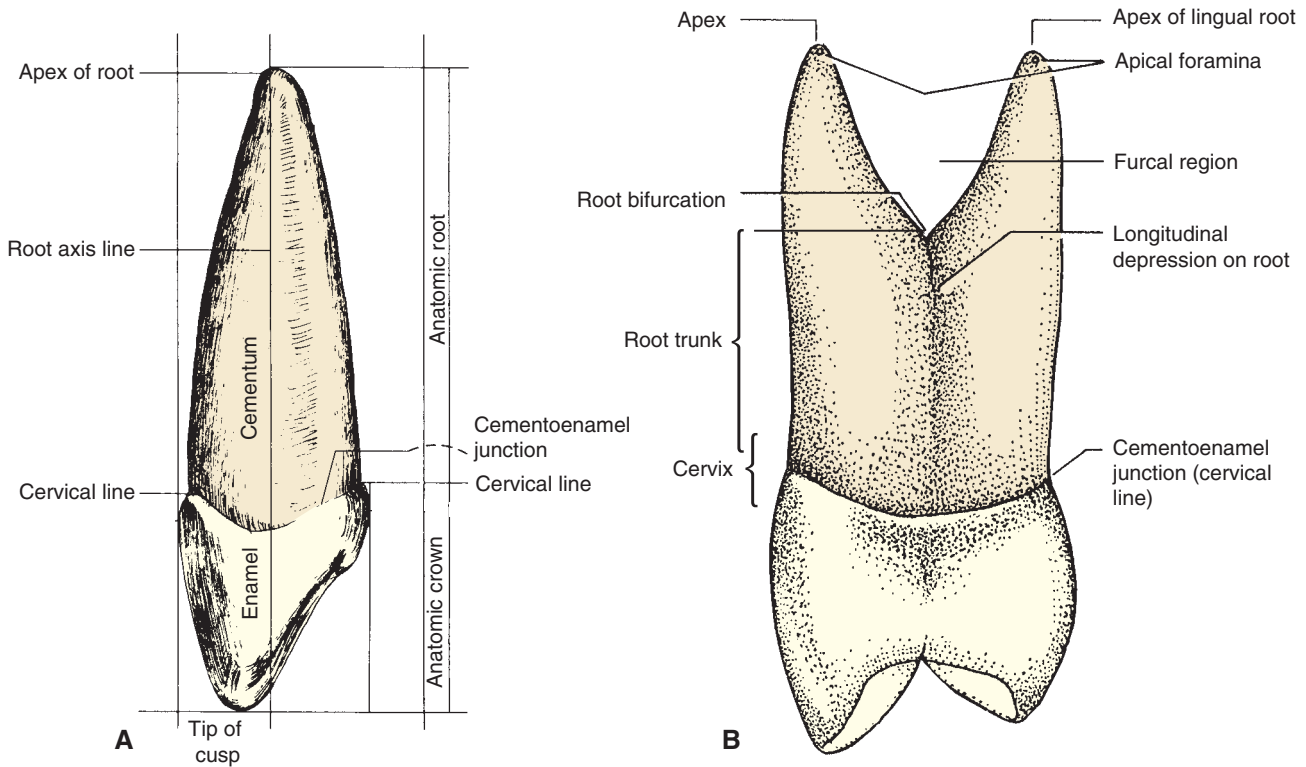 Apex of root
Root axis line
Cementum
Anatomic root
Cementoenamel
junction
Cervical line
Cervical line
Enamel
Anatomic crown
Tip of
cusp
A
Apex
Apex of lingual root
Apical foramina
Furcal region
Root bifurcation
Longitudinal
depression on root
Root trunk
Cervix
Cementoenamel
junction (cervical
line)
B